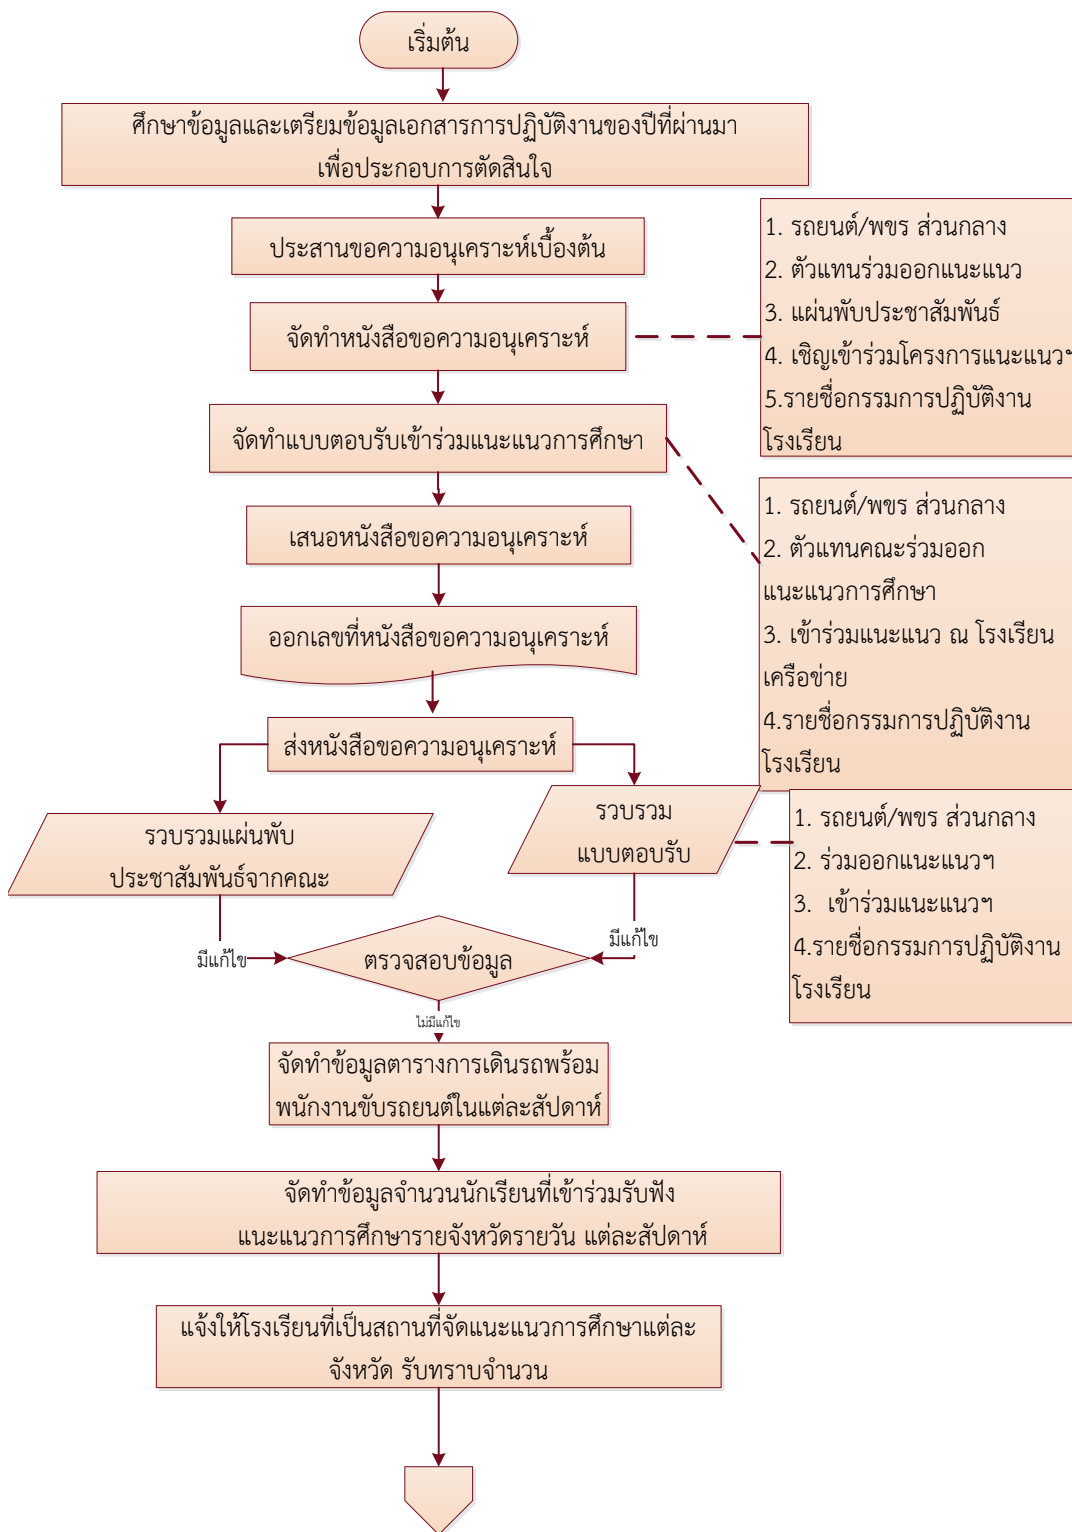 เริ่มต้น
ศึกษาข้อมูลและเตรียมข้อมูลเอกสารการปฏิบัติงานของปีที่ผ่านมา
เพื่อประกอบการตัดสินใจ
ประสานขอความอนุเคราะห์เบื้องต้น
จัดทำหนังสือขอความอนุเคราะห์
1. รถยนต์/พขร ส่วนกลาง
2. ตัวแทนร่วมออกแนะแนว
3. แผ่นพับประชาสัมพันธ์
4. เชิญเข้าร่วมโครงการแนะแนวฯ
5.รายชื่อกรรมการปฏิบัติงาน
โรงเรียน
จัดทำแบบตอบรับเข้าร่วมแนะแนวการศึกษา
1. รถยนต์/พขร ส่วนกลาง
2. ตัวแทนคณะร่วมออก
แนะแนวการศึกษา
3. เข้าร่วมแนะแนว ณ โรงเรียน
เครือข่าย
4.รายชื่อกรรมการปฏิบัติงาน
โรงเรียน
เสนอหนังสือขอความอนุเคราะห์
ออกเลขที่หนังสือขอความอนุเคราะห์
ส่งหนังสือขอความอนุเคราะห์
รวบรวมแผ่นพับ
ประชาสัมพันธ์จากคณะ
รวบรวม
แบบตอบรับ
1. รถยนต์/พขร ส่วนกลาง
2. ร่วมออกแนะแนวฯ
3. เข้าร่วมแนะแนวฯ
4.รายชื่อกรรมการปฏิบัติงาน
โรงเรียน
มีแก้ไข
มีแก้ไข
ตรวจสอบข้อมูล
ไม่มีแก้ไข
จัดทำข้อมูลตารางการเดินรถพร้อม
พนักงานขับรถยนต์ในแต่ละสัปดาห์
จัดทำข้อมูลจำนวนนักเรียนที่เข้าร่วมรับฟัง
แนะแนวการศึกษารายจังหวัดรายวัน แต่ละสัปดาห์
แจ้งให้โรงเรียนที่เป็นสถานที่จัดแนะแนวการศึกษาแต่ละ
จังหวัด รับทราบจำนวน